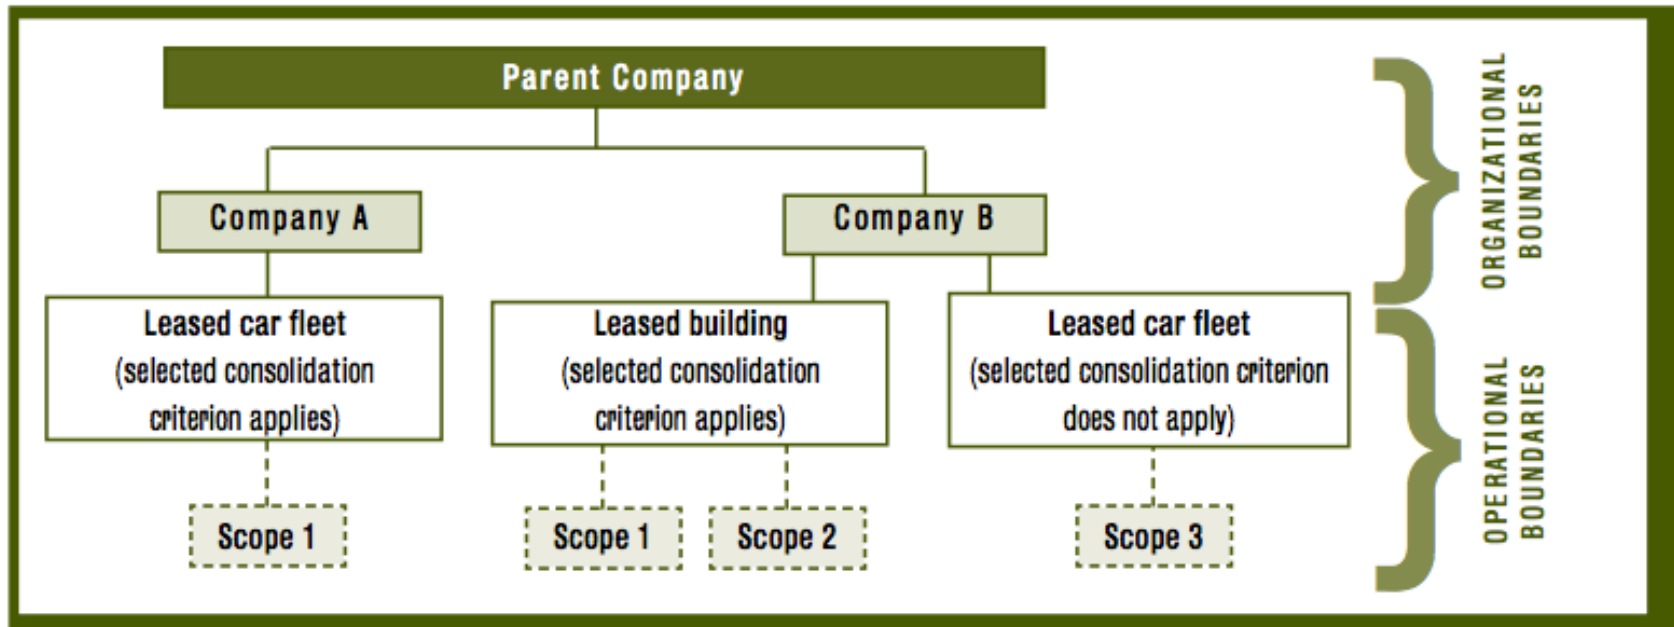 Parent Company
Company A
Company B
Leased car fleet
(selected consolidation
criterion applies)
Leased building
(selected consolidation
criterion applies)
Leased car fleet
(selected consolidation criterion
does not apply)
Scope 1
Scope 1
Scope 2
Scope 3
ORGANIZATIONAL
BOUNDARIES
OPERATIONAL
BOUNDARIES